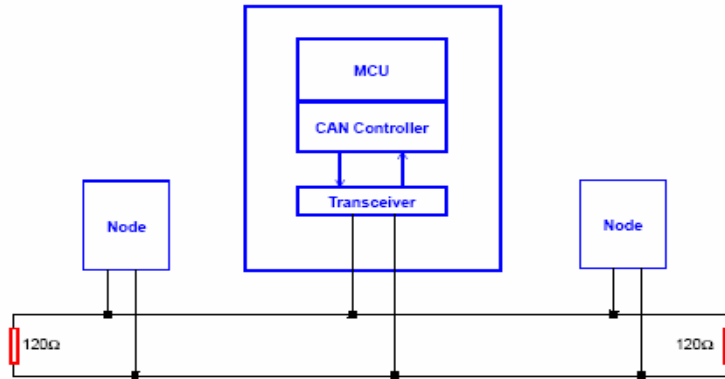 MCU
CAN Controller
Transceiver
Node
Node
120Ω
120Ω